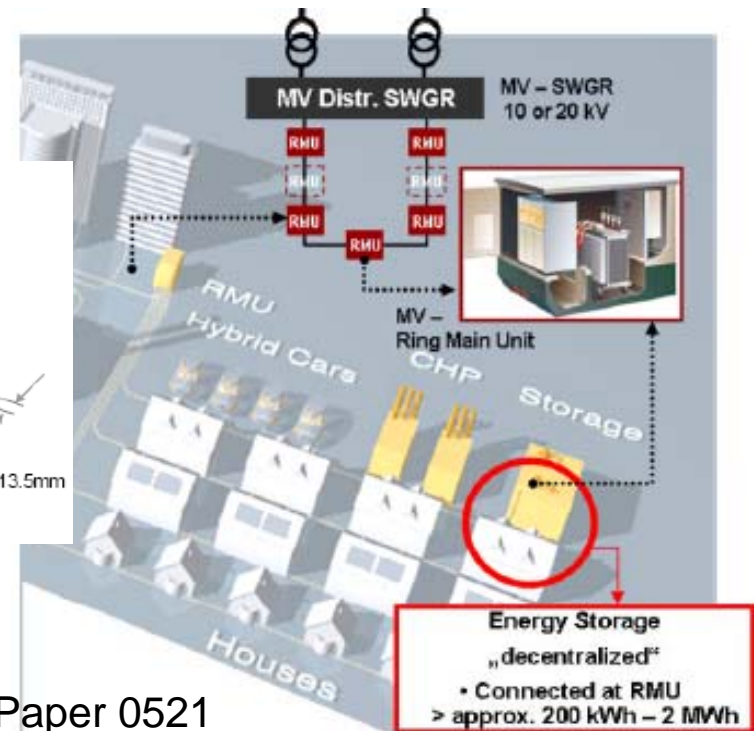 MV Distr. SWGR
MV – SWGR
10 or 20 kV
RMU
RMU
RMU
RMU
RMU
RMU
RMU
MV –
Ring Main Unit
RMU
Hybrid Cars
CHP
Storage
13.5mm
Houses
Energy Storage
„decentralized“
• Connected at RMU
> approx. 200 kWh – 2 MWh
Paper 0521